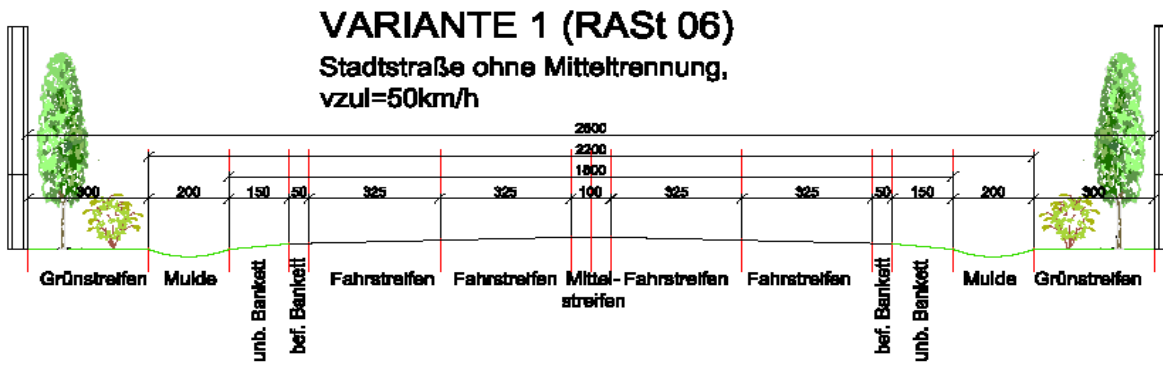 VARIANTE 1 (RASt 06)
Stadtstraße ohne Mitteltrennung,
vzul=50km/h
2800
2200
1800
300 200 150 50 325 325 100 325 325 50 150 200 300
Grünstreifen Mulde unb. Bankett bef. Bankett Fahrstreifen Fahrstreifen Mittel- Fahrstreifen Fahrstreifen bef. Bankett unb. Bankett Mulde Grünstreifen
streifen